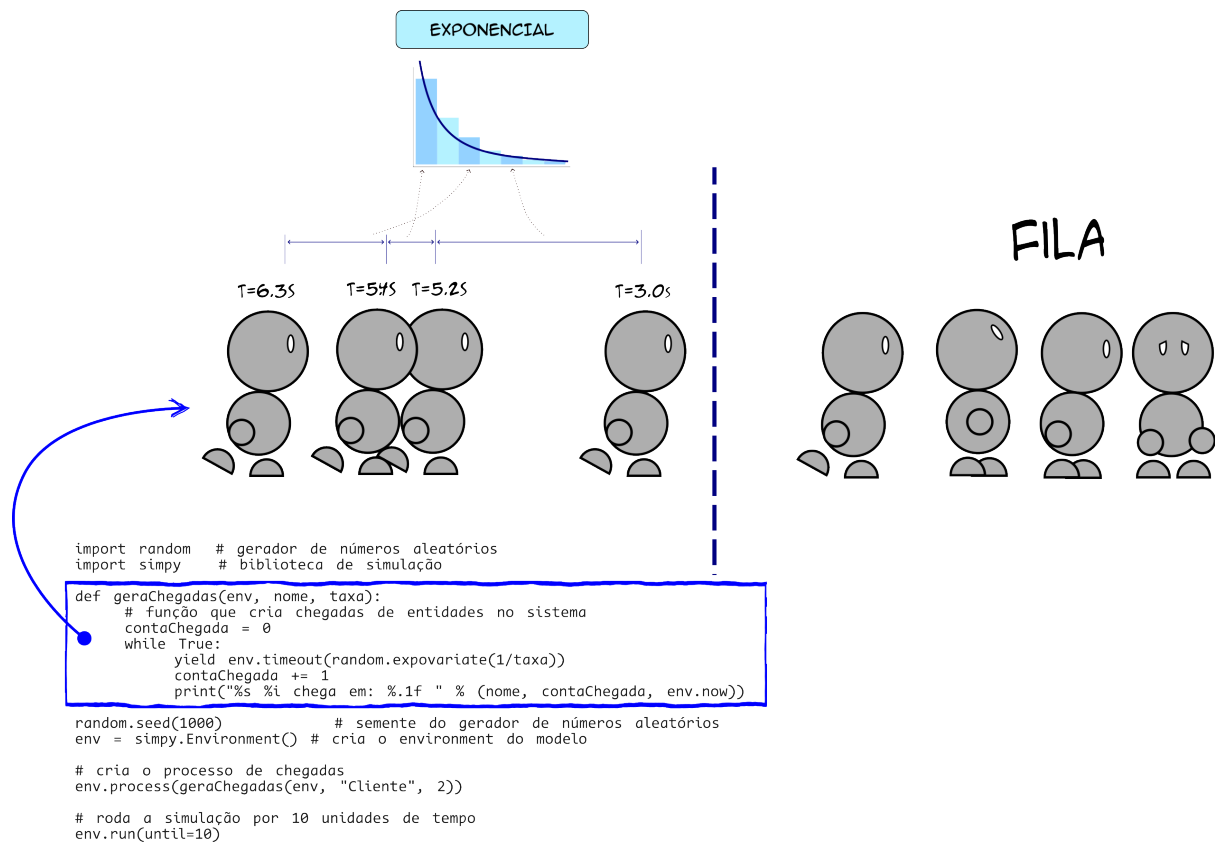 EXPONENCIAL
FILA
T=6.3s T=5.4s T=5.2s T=3.0s
import random # gerador de números aleatórios
import simpy # biblioteca de simulação
def geraChegadas(env, nome, taxa):
# função que cria chegadas de entidades no sistema
contaChegada = 0
while True:
yield env.timeout(random.expovariate(1/taxa))
contaChegada += 1
print("%s %i chega em: %.1f " % (nome, contaChegada, env.now))
random.seed(1000) # semente do gerador de números aleatórios
env = simpy.Environment() # cria o environment do modelo
# cria o processo de chegadas
env.process(geraChegadas(env, "Cliente", 2))
# roda a simulação por 10 unidades de tempo
env.run(until=10)